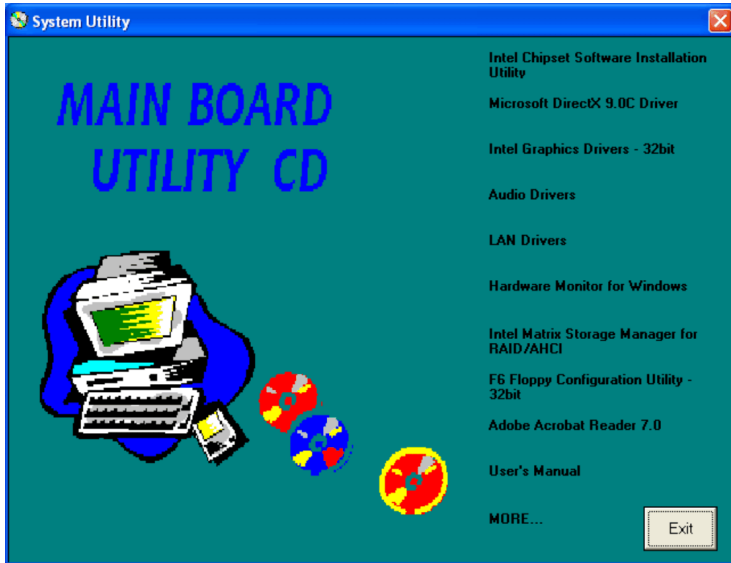 System Utility
MAIN BOARD
UTILITY CD
Intel Chipset Software Installation
Utility
Microsoft DirectX 9.0C Driver
Intel Graphics Drivers - 32bit
Audio Drivers
LAN Drivers
Hardware Monitor for Windows
Intel Matrix Storage Manager for
RAID/AHCI
F6 Floppy Configuration Utility -
32bit
Adobe Acrobat Reader 7.0
User's Manual
MORE...
Exit